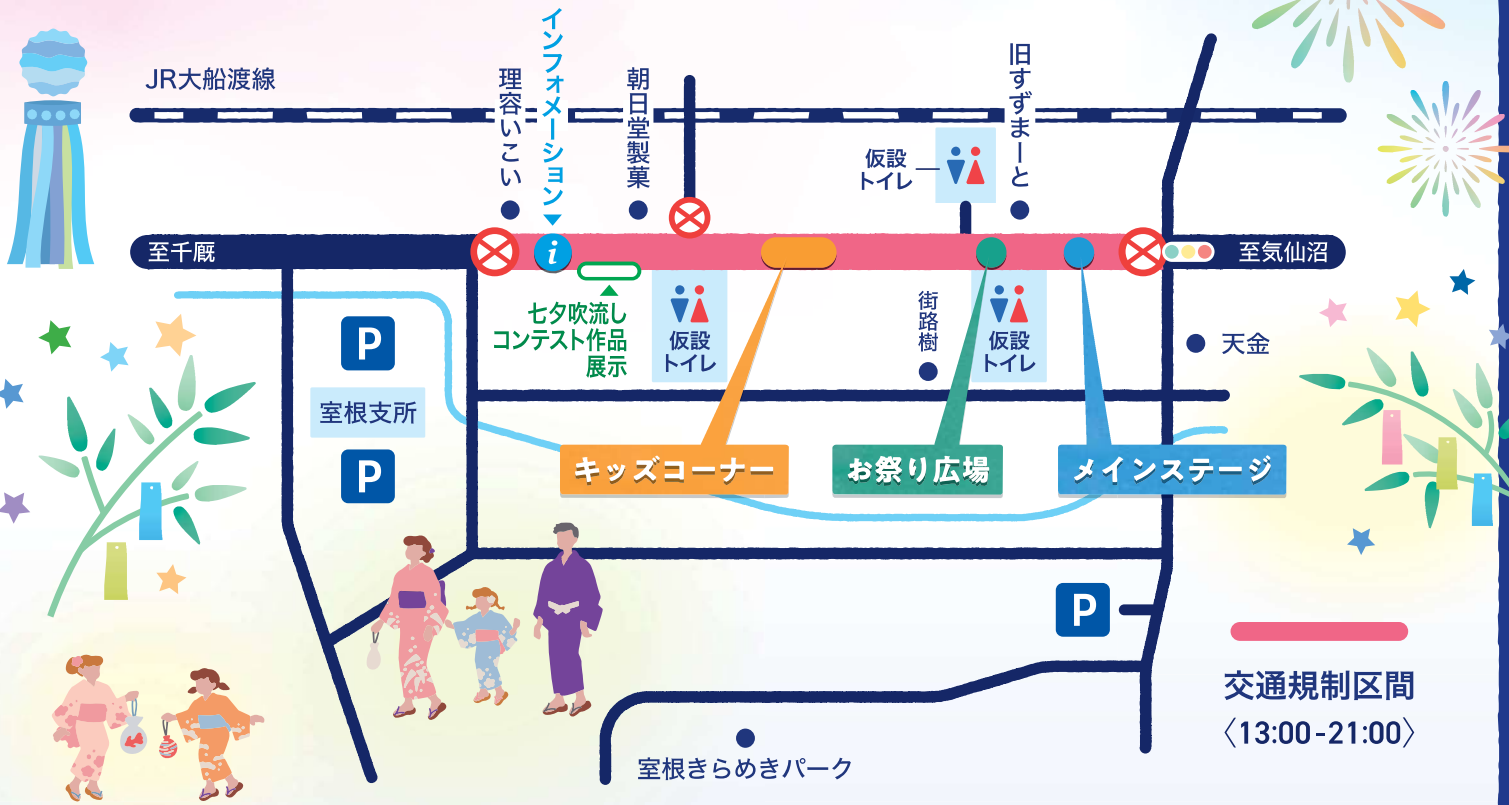 JR大船渡線
理容いこい
インフォメーション
朝日堂製菓
旧すずまーと
仮設
トイレ
至千厩
i
至気仙沼
七夕吹流し
コンテスト作品
展示
仮設
トイレ
街路樹
仮設
トイレ
天金
P
室根支所
P
キッズコーナー
お祭り広場
メインステージ
P
交通規制区間
〈13:00-21:00〉
室根きらめきパーク